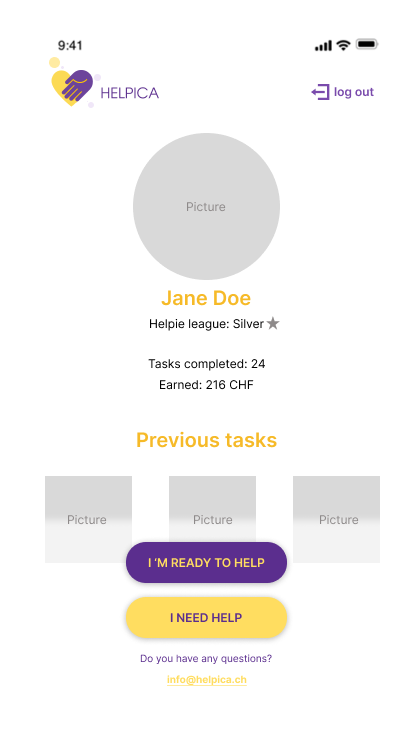 9:41
HELPICA
log out
Picture
Jane Doe
Helpie league: Silver
Tasks completed: 24
Earned: 216 CHF
Previous tasks
Picture
Picture
Picture
I 'M READY TO HELP
I NEED HELP
Do you have any questions?
info@helpica.ch